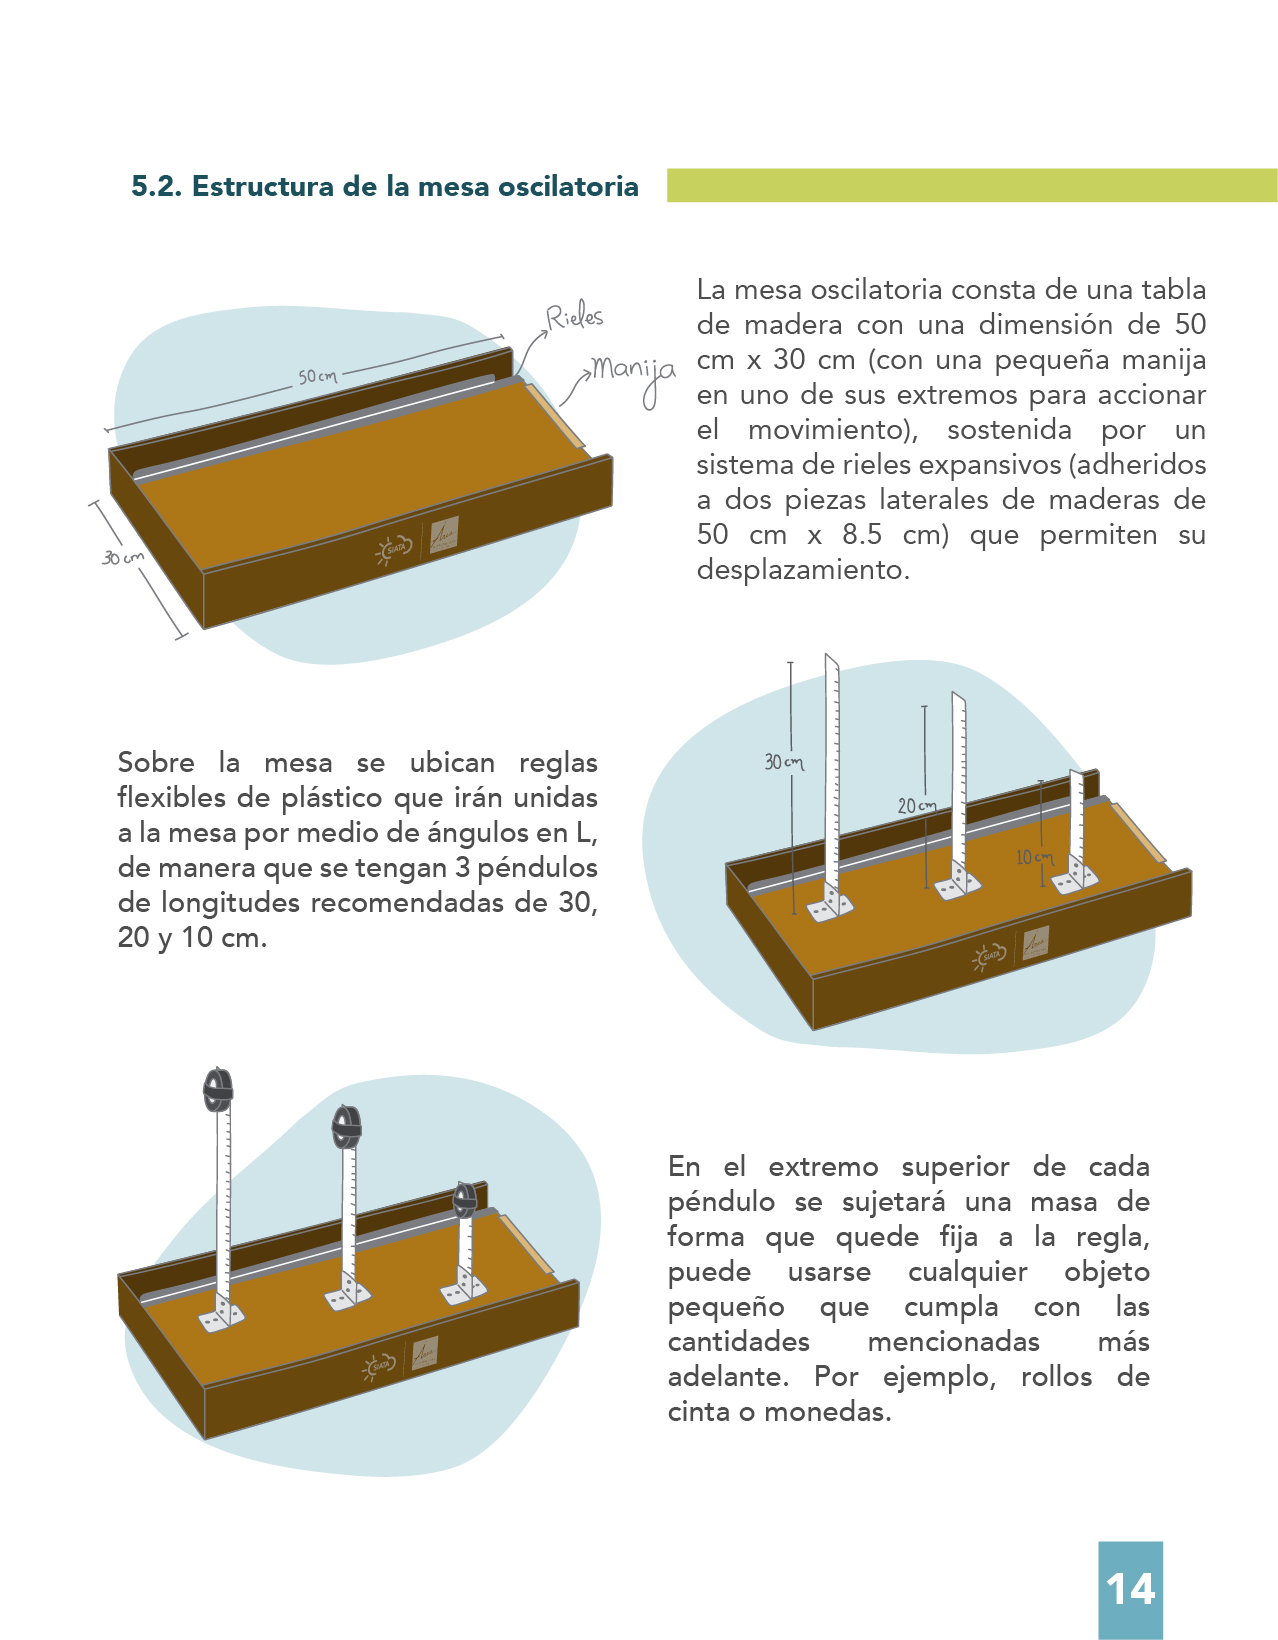 5.2. Estructura de la mesa oscilatoria
La mesa oscilatoria consta de una tabla
de madera con una dimensión de 50
cm x 30 cm (con una pequeña manija
en uno de sus extremos para accionar
el movimiento), sostenida por un
sistema de rieles expansivos (adheridos
a dos piezas laterales de maderas de
50 cm x 8.5 cm) que permiten su
desplazamiento.
Rieles
Manija
50 cm
30 cm
SIATA
Sobre la mesa se ubican reglas
flexibles de plástico que irán unidas
a la mesa por medio de ángulos en L,
de manera que se tengan 3 péndulos
de longitudes recomendadas de 30,
20 y 10 cm.
30 cm
20 cm
10 cm
SIATA
SIATA
En el extremo superior de cada
péndulo se sujetará una masa de
forma que quede fija a la regla,
puede usarse cualquier objeto
pequeño que cumpla con las
cantidades mencionadas más
adelante. Por ejemplo, rollos de
cinta o monedas.
14